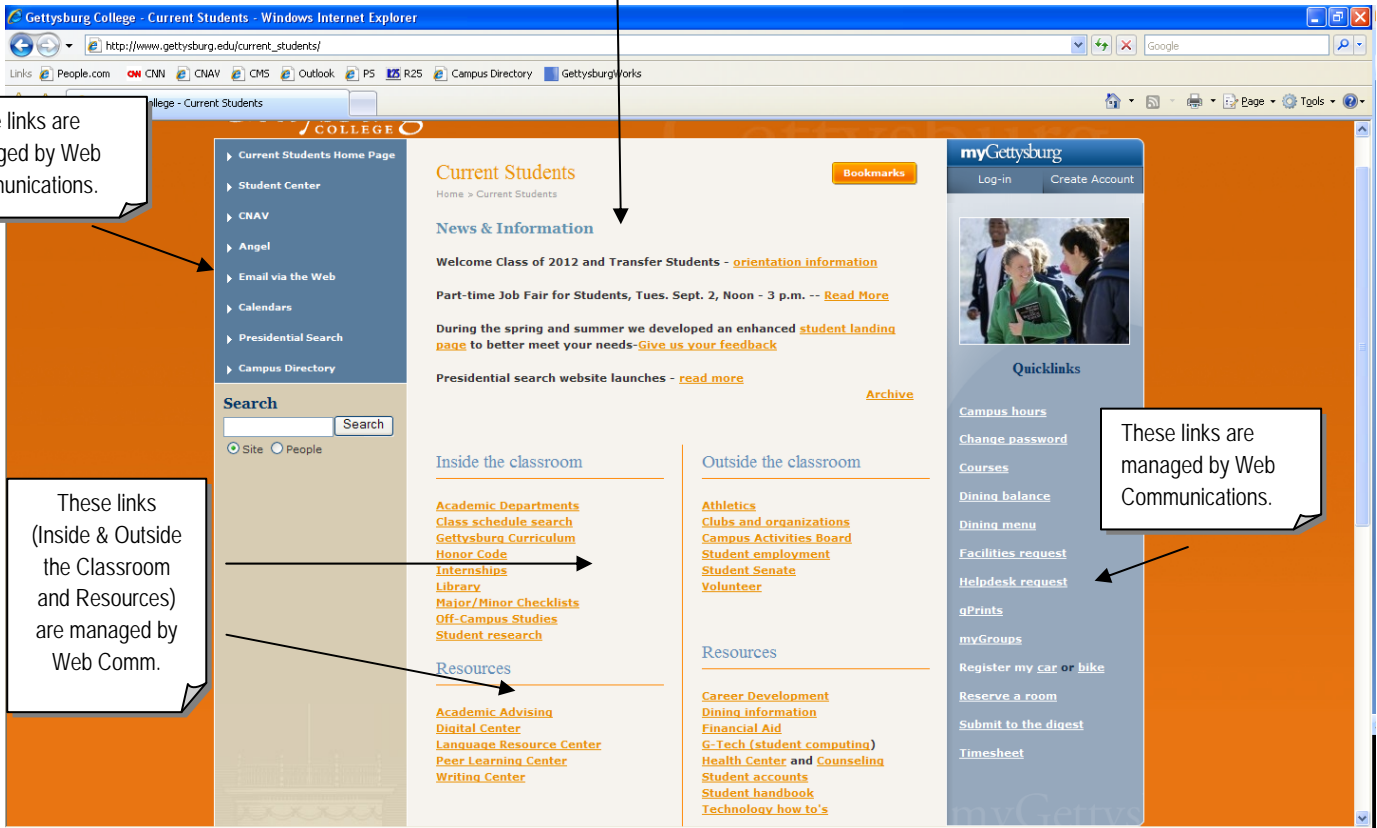 Gettysburg College - Current Students - Windows Internet Explorer
http://www.gettysburg.edu/current_students/
Google
Links People.com CNN CNAV CMS Outlook PS 25 R25 Campus Directory GettysburgWorks
ollege - Current Students
Page Tools
links are
ged by Web
munications.
COLLEGE
Current Students Home Page
Student Center
CNAV
Angel
Email via the Web
Calendars
Presidential Search
Campus Directory
Search
Search
Site People
These links
(Inside & Outside
the Classroom
and Resources)
are managed by
Web Comm.
Current Students
Bookmarks
Home > Current Students
News & Information
Welcome Class of 2012 and Transfer Students - orientation information
Part-time Job Fair for Students, Tues. Sept. 2, Noon - 3 p.m. -- Read More
During the spring and summer we developed an enhanced student landing
page to better meet your needs-Give us your feedback
Presidential search website launches - read more
Archive
Inside the classroom
Academic Departments
Class schedule search
Gettysburg Curriculum
Honor Code
Internships
Library
Major/Minor Checklists
Off-Campus Studies
Student research
Resources
Academic Advising
Digital Center
Language Resource Center
Peer Learning Center
Writing Center
Outside the classroom
Athletics
Clubs and organizations
Campus Activities Board
Student employment
Student Senate
Volunteer
Resources
Career Development
Dining information
Financial Aid
G-Tech (student computing)
Health Center and Counseling
Student accounts
Student handbook
Technology how to's
myGettysburg
Log-in Create Account
Quicklinks
Campus hours
Change password
Courses
Dining balance
Dining menu
Facilities request
Helpdesk request
gPrints
myGroups
Register my car or bike
Reserve a room
Submit to the digest
Timesheet
myGettys
These links are
managed by Web
Communications.